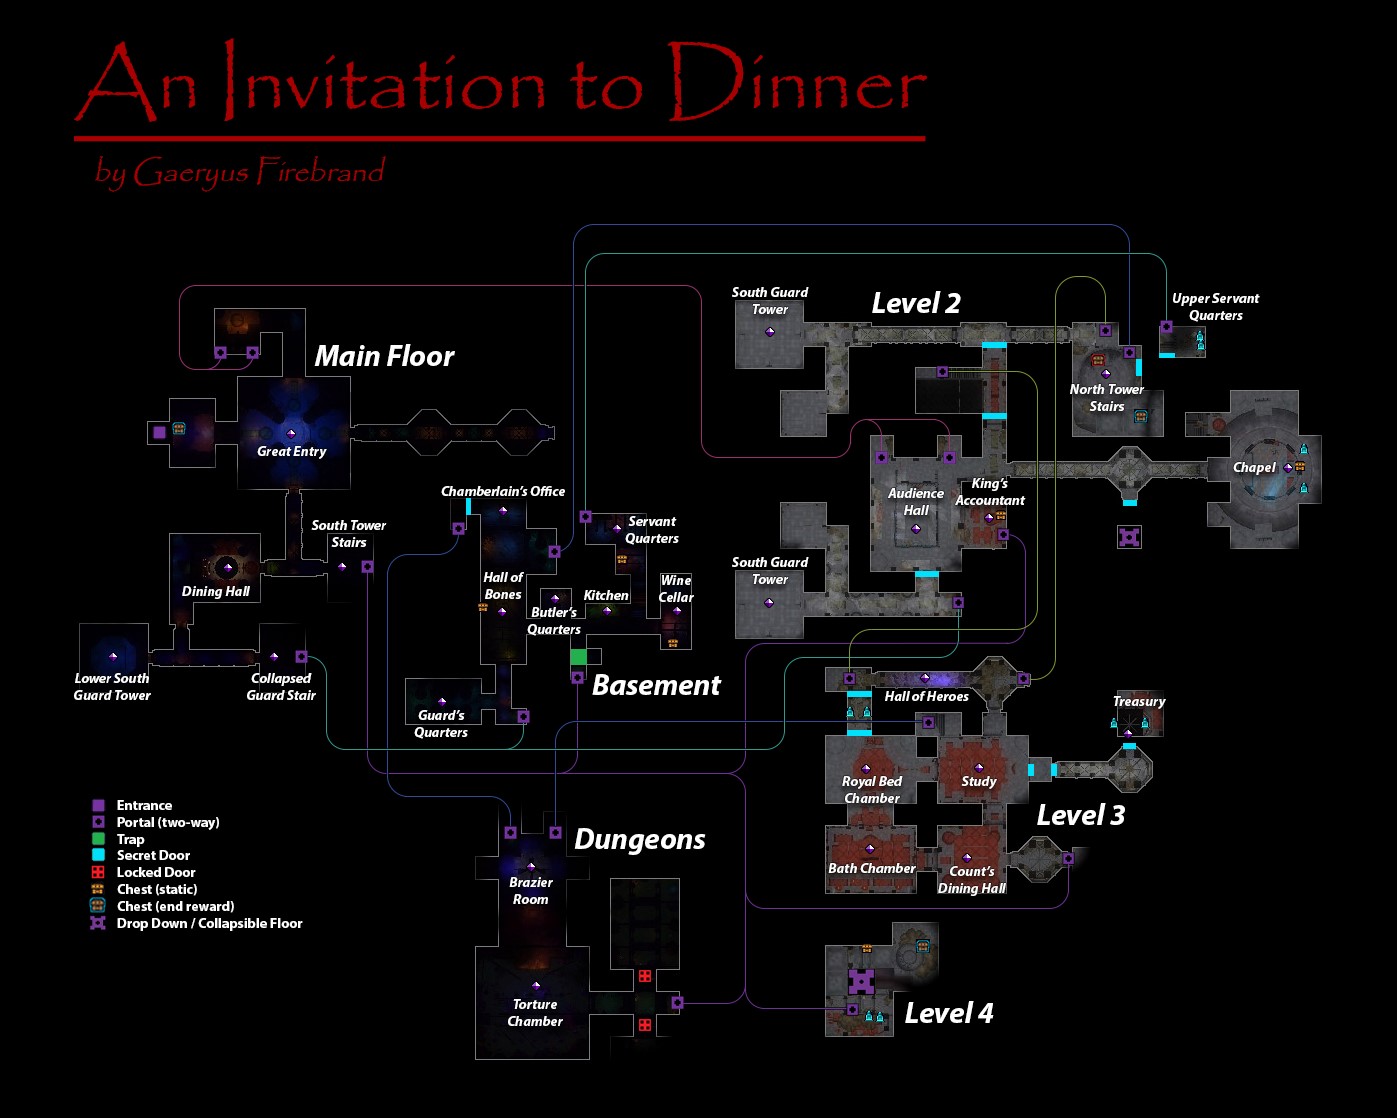 An Invitation to Dinner
by Gaeryus Firebrand
Main Floor
Great Entry
South Tower
Stairs
Dining Hall
Lower South
Guard Tower
Collapsed
Guard Stair
Chamberlain's Office
Servant
Quarters
Hall of
Bones
Butler's
Quarters
Kitchen
Wine
Cellar
Guard's
Quarters
Basement
Level 2
South Guard
Tower
Upper Servant
Quarters
North Tower
Stairs
Chapel
Audience
Hall
King's
Accountant
South Guard
Tower
Hall of Heroes
Treasury
Royal Bed
Chamber
Study
Level 3
Bath Chamber
Count's
Dining Hall
Dungeons
Brazier
Room
Torture
Chamber
Level 4
Entrance
Portal (two-way)
Trap
Secret Door
Locked Door
Chest (static)
Chest (end reward)
Drop Down / Collapsible Floor